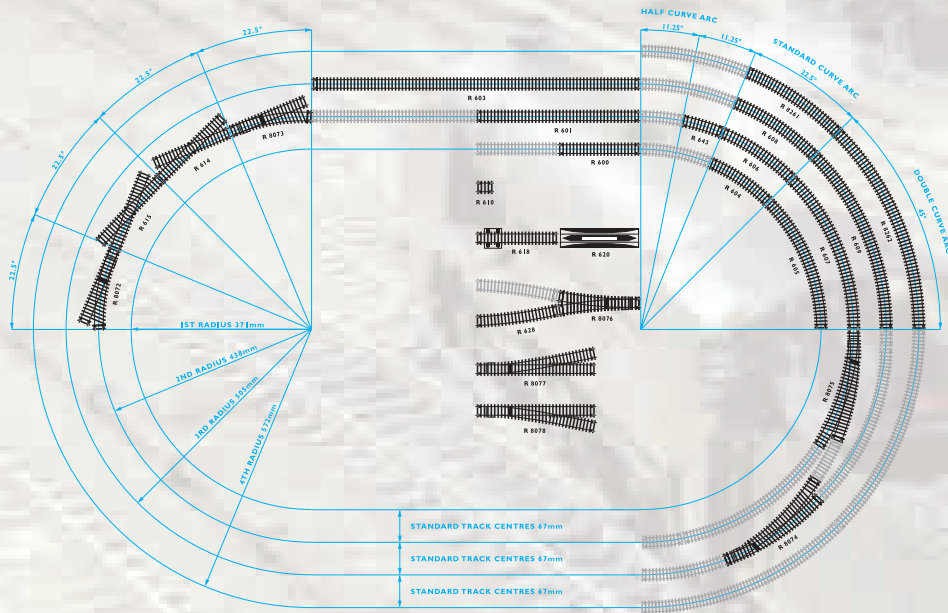 HALF CURVE ARC
11.25°
11.25°
STANDARD CURVE ARC
22.5°
DOUBLE CURVE ARC
45°
22.5°
22.5°
22.5°
22.5°
R 603
R 601
R 600
R 610
R 618
R 620
R 628
R 8076
R 8077
R 8078
R 8073
R 614
R 615
R 8072
R 8261
R 643
R 608
R 606
R 604
R 8262
R 609
R 607
R 605
R 8075
R 8074
1ST RADIUS 371mm
2ND RADIUS 438mm
3RD RADIUS 505mm
4TH RADIUS 572mm
STANDARD TRACK CENTRES 67mm
STANDARD TRACK CENTRES 67mm
STANDARD TRACK CENTRES 67mm